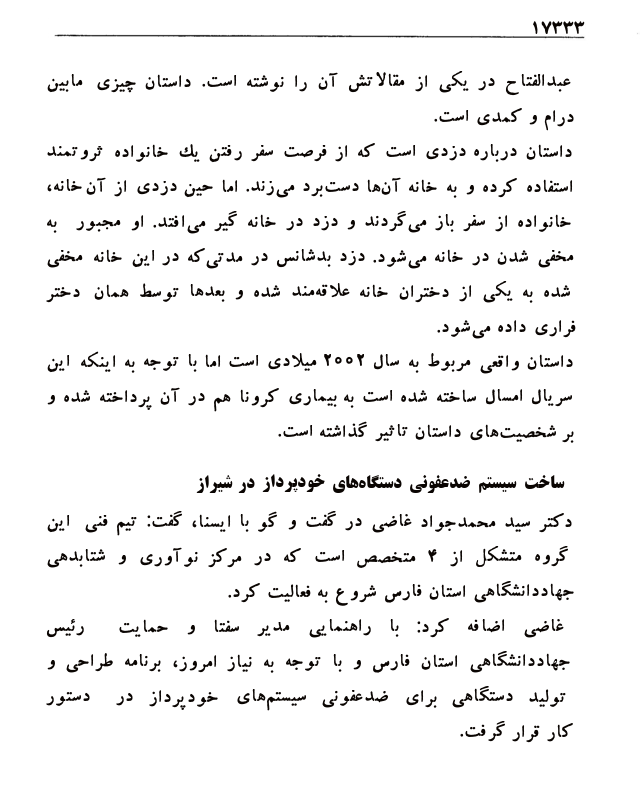 ۱۷۳۳۳
عبدالفتاح در یکی از مقالاتش آن را نوشته است. داستان چیزی مابین
درام و کمدی است.
داستان درباره دزدی است که از فرصت سفر رفتن یك خانواده ثروتمند
استفاده کرده و به خانه آن‌ها دست‌برد می‌زند. اما حین دزدی از آن خانه،
خانواده از سفر باز می‌گردند و دزد در خانه گیر می‌افتد. او مجبور به
مخفی شدن در خانه می‌شود. دزد بدشانس در مدتی‌که در این خانه مخفی
شده به یکی از دختران خانه علاقه‌مند شده و بعدها توسط همان دختر
فراری داده می‌شود.
داستان واقعی مربوط به سال ۲۰۰۲ میلادی است اما با توجه به اینکه این
سریال امسال ساخته شده است به بیماری کرونا هم در آن پرداخته شده و
بر شخصیت‌های داستان تاثیر گذاشته است.
ساخت سیستم ضدعفونی دستگاه‌های خودپرداز در شیراز
دکتر سید محمدجواد غاضی در گفت و گو با ایسنا، گفت: تیم فنی این
گروه متشکل از ۴ متخصص است که در مرکز نوآوری و شتابدهی
جهاددانشگاهی استان فارس شروع به فعالیت کرد.
غاضی اضافه کرد: با راهنمایی مدیر سفتا و حمایت رئیس
جهاددانشگاهی استان فارس و با توجه به نیاز امروز، برنامه طراحی و
تولید دستگاهی برای ضدعفونی سیستم‌های خودپرداز در دستور
کار قرار گرفت.